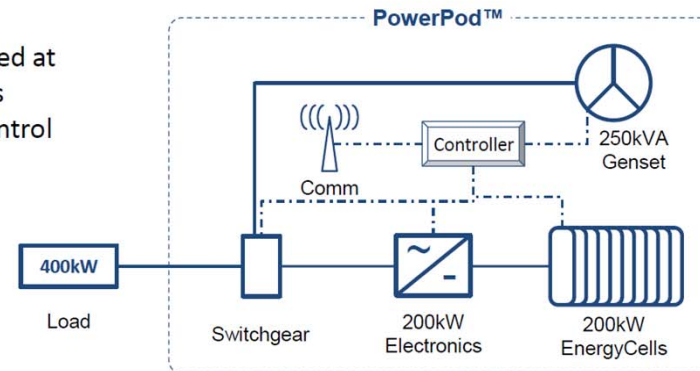 PowerPod™
ed at
s
ntrol
Controller
250kVA
Genset
Comm
400kW
Load
Switchgear
200kW
Electronics
200kW
EnergyCells